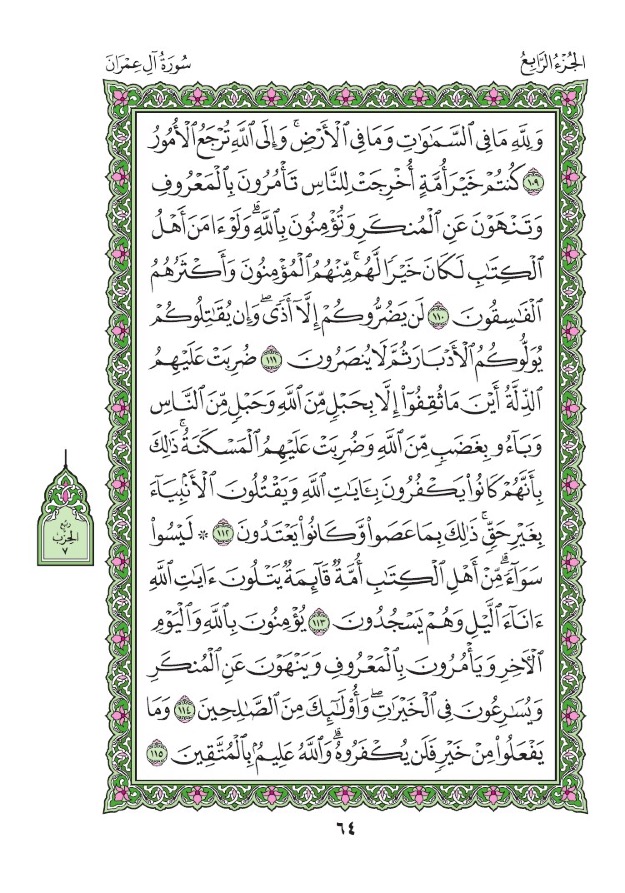 الجُزْءُ الرَّابِعُ
سُورَةُ آلِ عِمْرَانَ
وَلِلَّهِ مَا فِي ٱلسَّمَٰوَٰتِ وَمَا فِي ٱلْأَرْضِۚ وَإِلَى ٱللَّهِ تُرْجَعُ ٱلْأُمُورُ
١٠٩ كُنتُمْ خَيْرَ أُمَّةٍ أُخْرِجَتْ لِلنَّاسِ تَأْمُرُونَ بِٱلْمَعْرُوفِ
وَتَنْهَوْنَ عَنِ ٱلْمُنكَرِ وَتُؤْمِنُونَ بِٱللَّهِۗ وَلَوْ ءَامَنَ أَهْلُ
ٱلْكِتَٰبِ لَكَانَ خَيْرًا لَّهُمۚ مِّنْهُمُ ٱلْمُؤْمِنُونَ وَأَكْثَرُهُمُ
ٱلْفَٰسِقُونَ ١١٠ لَن يَضُرُّوكُمْ إِلَّآ أَذًىۖ وَإِن يُقَٰتِلُوكُمْ
يُوَلُّوكُمُ ٱلْأَدْبَارَ ثُمَّ لَا يُنصَرُونَ ١١١ ضُرِبَتْ عَلَيْهِمُ
ٱلذِّلَّةُ أَيْنَ مَا ثُقِفُوٓا۟ إِلَّا بِحَبْلٍ مِّنَ ٱللَّهِ وَحَبْلٍ مِّنَ ٱلنَّاسِ
وَبَآءُو بِغَضَبٍ مِّنَ ٱللَّهِ وَضُرِبَتْ عَلَيْهِمُ ٱلْمَسْكَنَةُۚ ذَٰلِكَ
بِأَنَّهُمْ كَانُوا۟ يَكْفُرُونَ بِـَٔايَٰتِ ٱللَّهِ وَيَقْتُلُونَ ٱلْأَنۢبِيَآءَ
بِغَيْرِ حَقٍّۚ ذَٰلِكَ بِمَا عَصَوا۟ وَّكَانُوا۟ يَعْتَدُونَ ١١٢ ۞ لَيْسُوا۟
سَوَآءًۗ مِّنْ أَهْلِ ٱلْكِتَٰبِ أُمَّةٌ قَآئِمَةٌ يَتْلُونَ ءَايَٰتِ ٱللَّهِ
ءَانَآءَ ٱلَّيْلِ وَهُمْ يَسْجُدُونَ ١١٣ يُؤْمِنُونَ بِٱللَّهِ وَٱلْيَوْمِ
ٱلْأَخِرِ وَيَأْمُرُونَ بِٱلْمَعْرُوفِ وَيَنْهَوْنَ عَنِ ٱلْمُنكَرِ
وَيُسَٰرِعُونَ فِي ٱلْخَيْرَٰتِۖ وَأُو۟لَٰٓئِكَ مِنَ ٱلصَّٰلِحِينَ ١١٤ وَمَا
يَفْعَلُوا۟ مِنْ خَيْرٍ فَلَن يُكْفَرُوهُۗ وَٱللَّهُ عَلِيمٌۢ بِٱلْمُتَّقِينَ ١١٥
ربع
الحزب
٧
٦٤